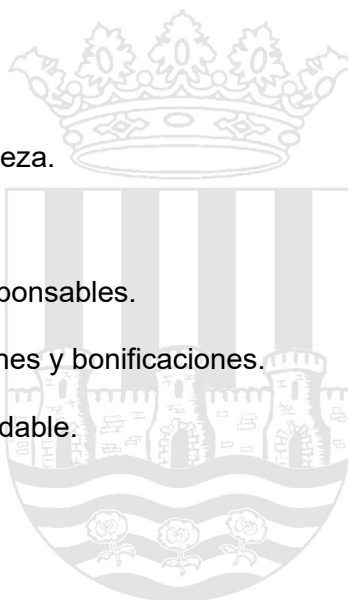 eza.
ponsables.
nes y bonificaciones.
dable.